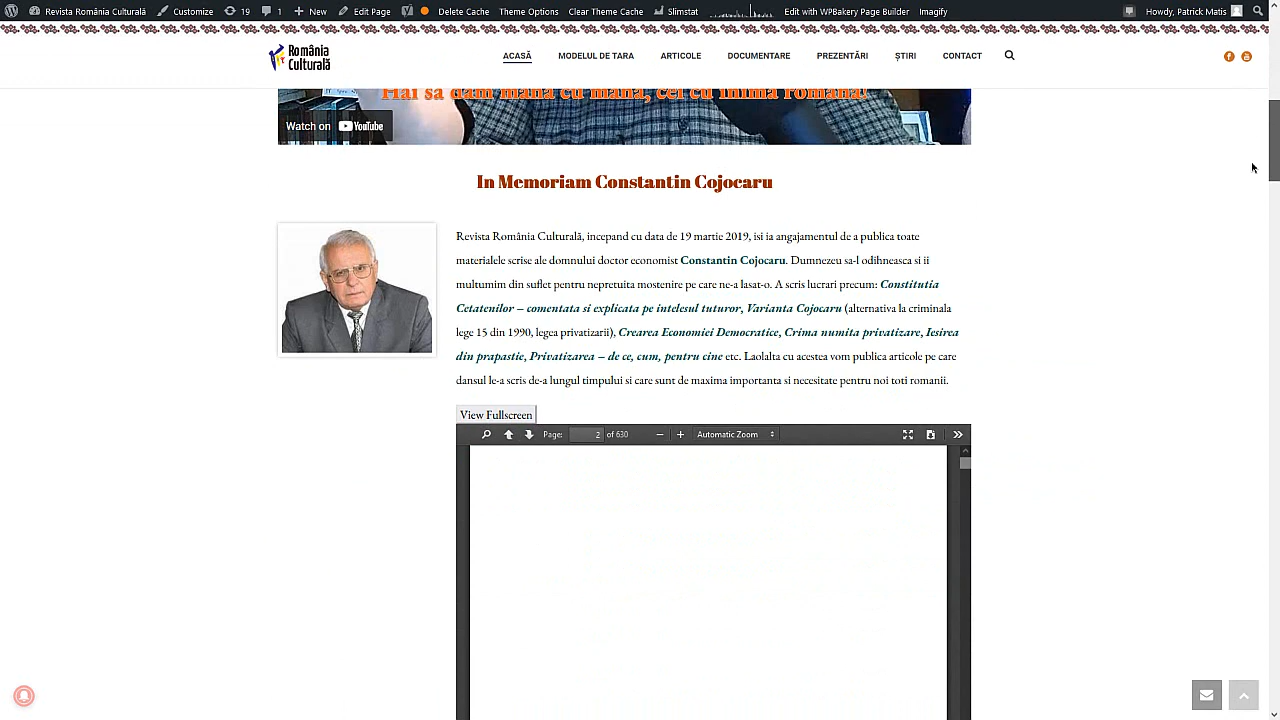 Revista România Culturală Customize 19 1 New Edit Page Delete Cache Theme Options Clear Theme Cache Slimstat Edit with WPBakery Page Builder Imagify Howdy, Patrick Matis
România
Culturală
ACASĂ MODELUL DE TARA ARTICOLE DOCUMENTARE PREZENTĂRI ȘTIRI CONTACT
Hai să dăm mână cu mână, cei cu inima română!
Watch on YouTube
In Memoriam Constantin Cojocaru
Revista România Culturală, incepand cu data de 19 martie 2019, isi ia angajamentul de a publica toate
materialele scrise ale domnului doctor economist Constantin Cojocaru. Dumnezeu sa-l odihneasca si ii
multumim din suflet pentru nepretuita mostenire pe care ne-a lasat-o. A scris lucrari precum: Constitutia
Cetatenilor – comentata si explicata pe intelesul tuturor, Varianta Cojocaru (alternativa la criminala
lege 15 din 1990, legea privatizarii), Crearea Economiei Democratice, Crima numita privatizare, Iesirea
din prapastie, Privatizarea – de ce, cum, pentru cine etc. Laolalta cu acestea vom publica articole pe care
dansul le-a scris de-a lungul timpului si care sunt de maxima importanta si necesitate pentru noi toti romanii.
View Fullscreen
Page: 2 of 630 Automatic Zoom